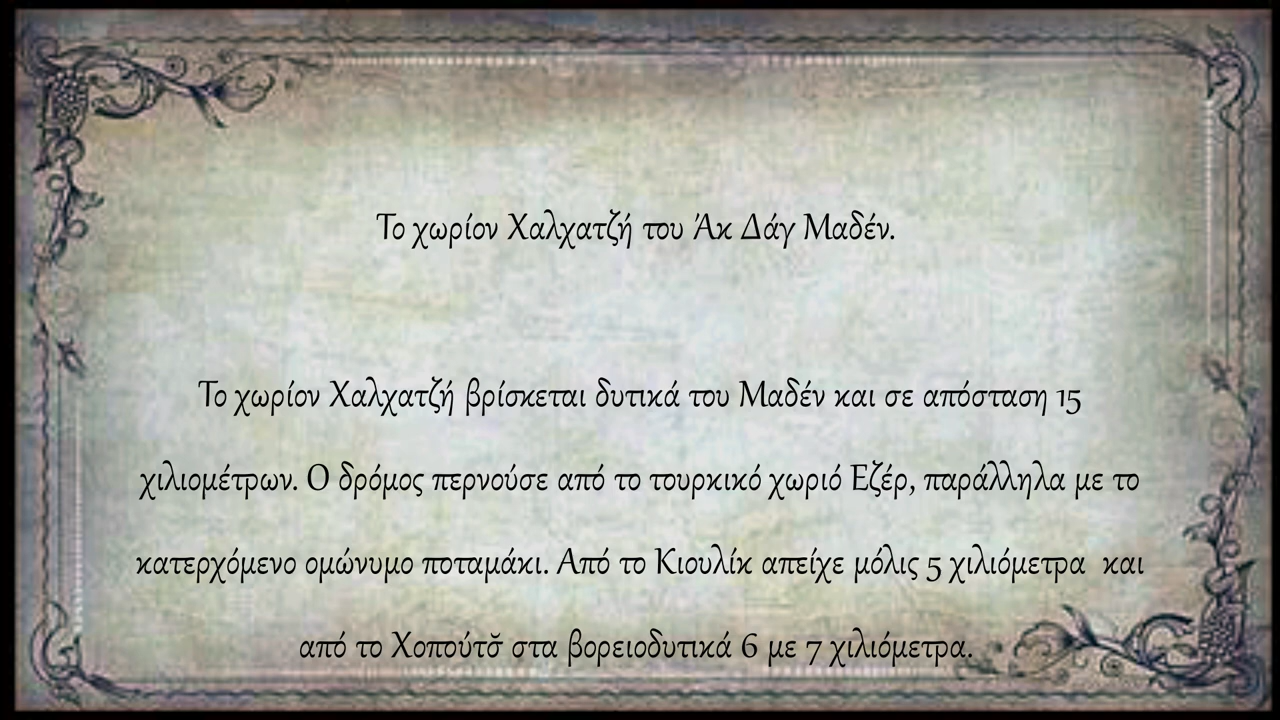 Το χωρίον Χαλχατζή του Άκ Δάγ Μαδέν.
Το χωρίον Χαλχατζή βρίσκεται δυτικά του Μαδέν και σε απόσταση 15
χιλιομέτρων. Ο δρόμος περνούσε από το τουρκικό χωριό Εζέρ, παράλληλα με το
κατερχόμενο ομώνυμο ποταμάκι. Από το Κιουλίκ απείχε μόλις 5 χιλιόμετρα και
από το Χοπούτσ̌ στα βορειοδυτικά 6 με 7 χιλιόμετρα.